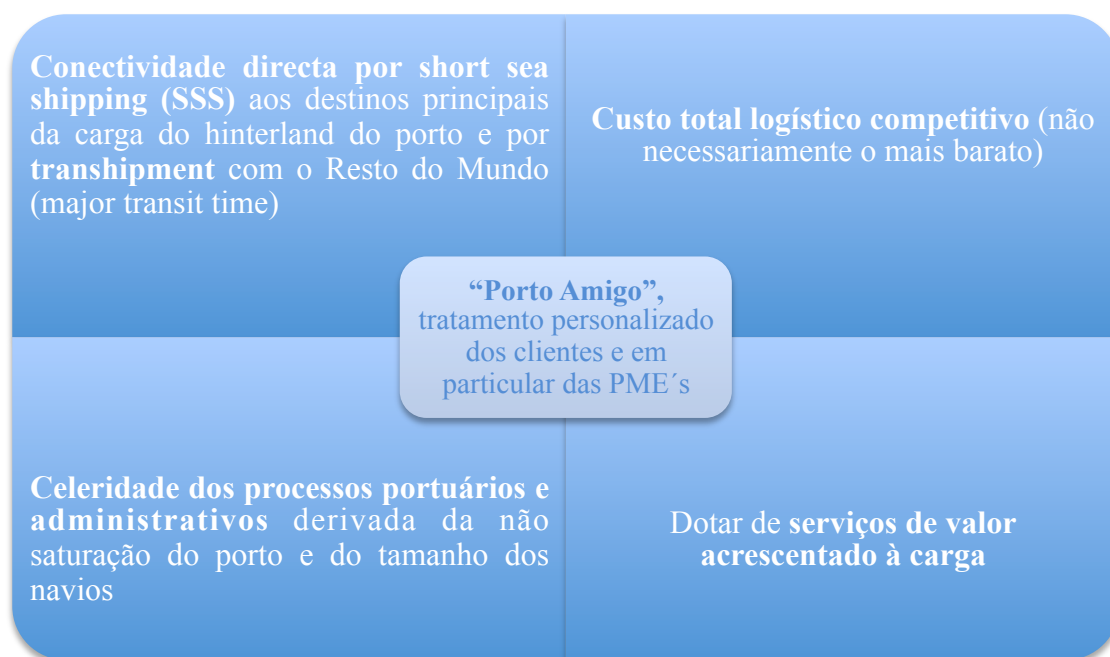 Conectividade directa por short sea
shipping (SSS) aos destinos principais
da carga do hinterland do porto e por
transhipment com o Resto do Mundo
(major transit time)
Custo total logístico competitivo (não
necessariamente o mais barato)
“Porto Amigo”,
tratamento personalizado
dos clientes e em
particular das PME´s
Celeridade dos processos portuários e
administrativos derivada da não
saturação do porto e do tamanho dos
navios
Dotar de serviços de valor
acrescentado à carga